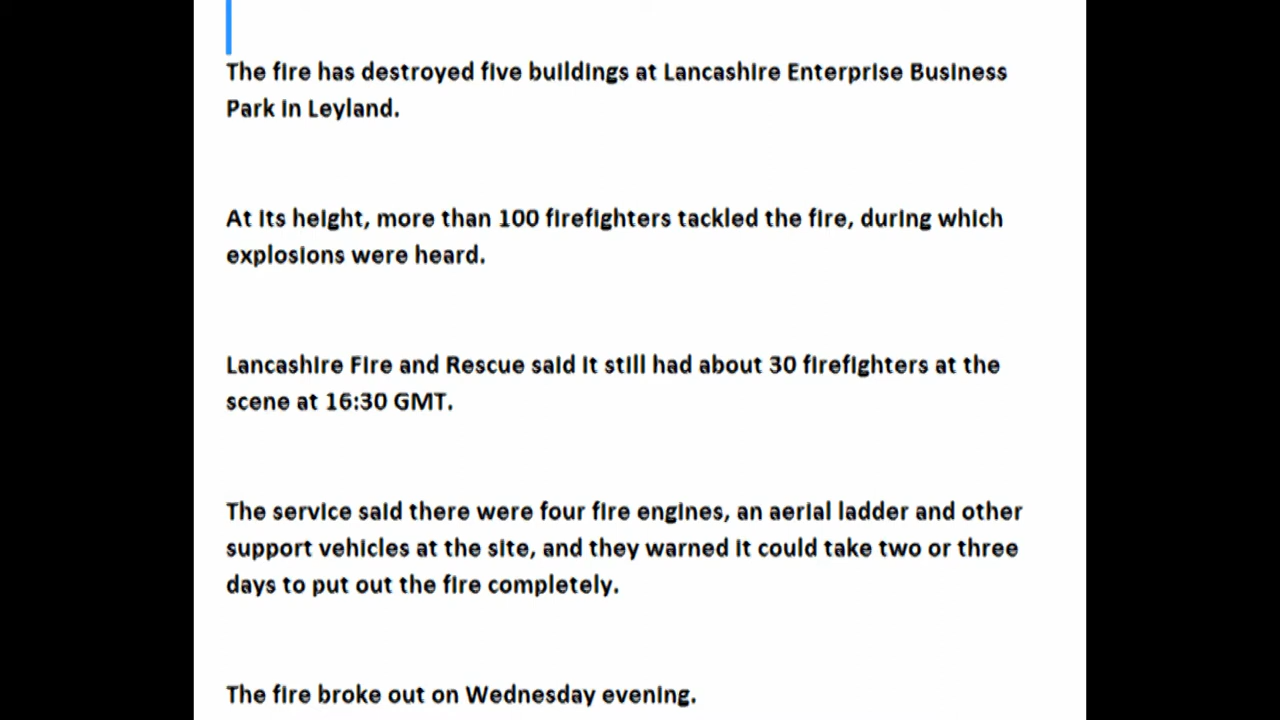 The fire has destroyed five buildings at Lancashire Enterprise Business
Park in Leyland.
At its height, more than 100 firefighters tackled the fire, during which
explosions were heard.
Lancashire Fire and Rescue said it still had about 30 firefighters at the
scene at 16:30 GMT.
The service said there were four fire engines, an aerial ladder and other
support vehicles at the site, and they warned it could take two or three
days to put out the fire completely.
The fire broke out on Wednesday evening.